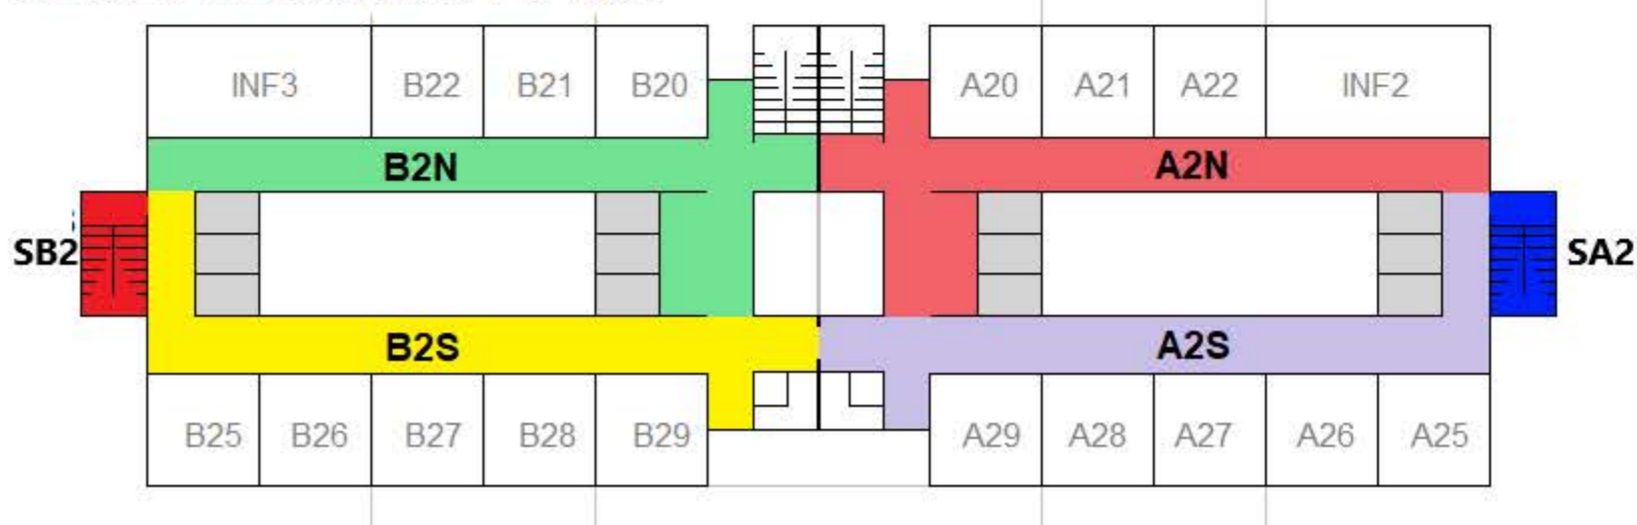 INF3 B22 B21 B20 A20 A21 A22 INF2
B2N A2N
SB2 SA2
B2S A2S
B25 B26 B27 B28 B29 A29 A28 A27 A26 A25